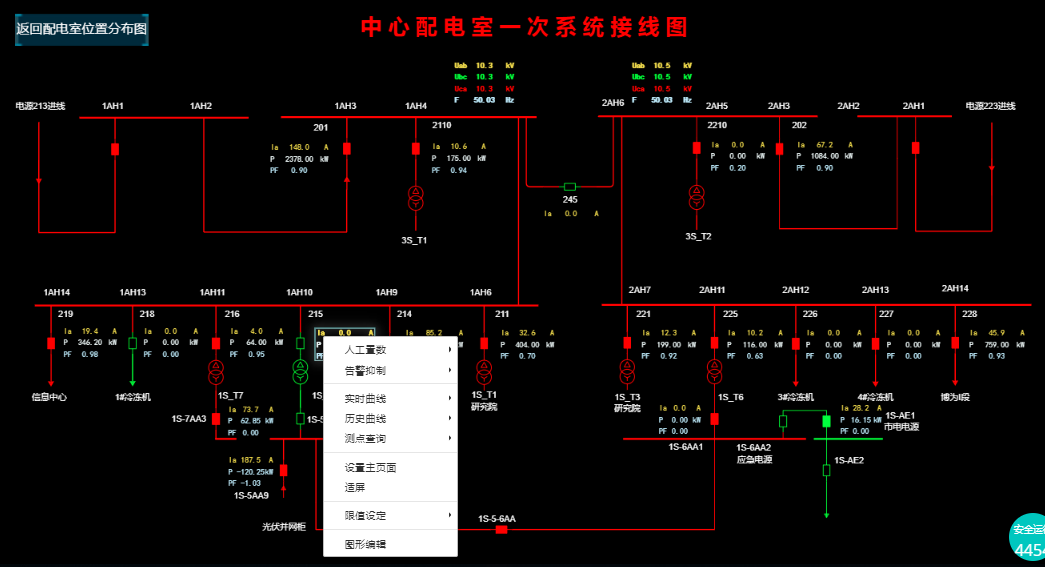 返回配电室位置分布图
中心配电室一次系统接线图
Uab 10.3 kV
Ubc 10.3 kV
Uca 10.3 kV
F 50.03 Hz
Uab 10.5 kV
Ubc 10.5 kV
Uca 10.5 kV
F 50.03 Hz
电源213进线
1AH1
1AH2
1AH3
1AH4
2AH6
2AH5
2AH3
2AH2
2AH1
电源223进线
201
2110
2210
202
Ia 148.0 A
P 2378.00 kW
PF 0.90
Ia 10.6 A
P 175.00 kW
PF 0.94
Ia 0.0 A
P 0.00 kW
PF 0.20
Ia 67.2 A
P 1084.00 kW
PF 0.90
245
Ia 0.0 A
3S_T1
3S_T2
1AH14
1AH13
1AH11
1AH10
1AH9
1AH6
2AH7
2AH11
2AH12
2AH13
2AH14
219
218
216
215
214
211
221
225
226
227
228
Ia 19.4 A
P 346.20 kW
PF 0.98
Ia 0.0 A
P 0.00 kW
PF 0.00
Ia 4.0 A
P 64.00 kW
PF 0.95
Ia 0.0 A
P
Ia 85.2 A
kW
Ia 32.6 A
P 404.00 kW
PF 0.70
Ia 12.3 A
P 199.00 kW
PF 0.92
Ia 10.2 A
P 116.00 kW
PF 0.63
Ia 0.0 A
P 0.00 kW
PF 0.00
Ia 0.0 A
P 0.00 kW
PF 0.00
Ia 45.9 A
P 759.00 kW
PF 0.93
信息中心
1#冷冻机
1S_T7
1S_T1
研究院
1S_T3
研究院
1S_T6
3#冷冻机
4#冷冻机
博为II段
1S-7AA3
Ia 73.7 A
P 62.85 kW
PF 0.00
1S-5
Ia 0.0 A
P 0.00 kW
PF 0.00
Ia 28.2 A
P 16.15 kW
PF 0.00
1S-AE1
市电电源
1S-6AA1
1S-6AA2
应急电源
1S-AE2
Ia 187.5 A
P -120.25kW
PF -1.03
1S-5AA9
光伏并网柜
1S-5-6AA
人工置数
告警抑制
实时曲线
历史曲线
测点查询
设置主页面
适屏
限值设定
图形编辑
安全运行
4454